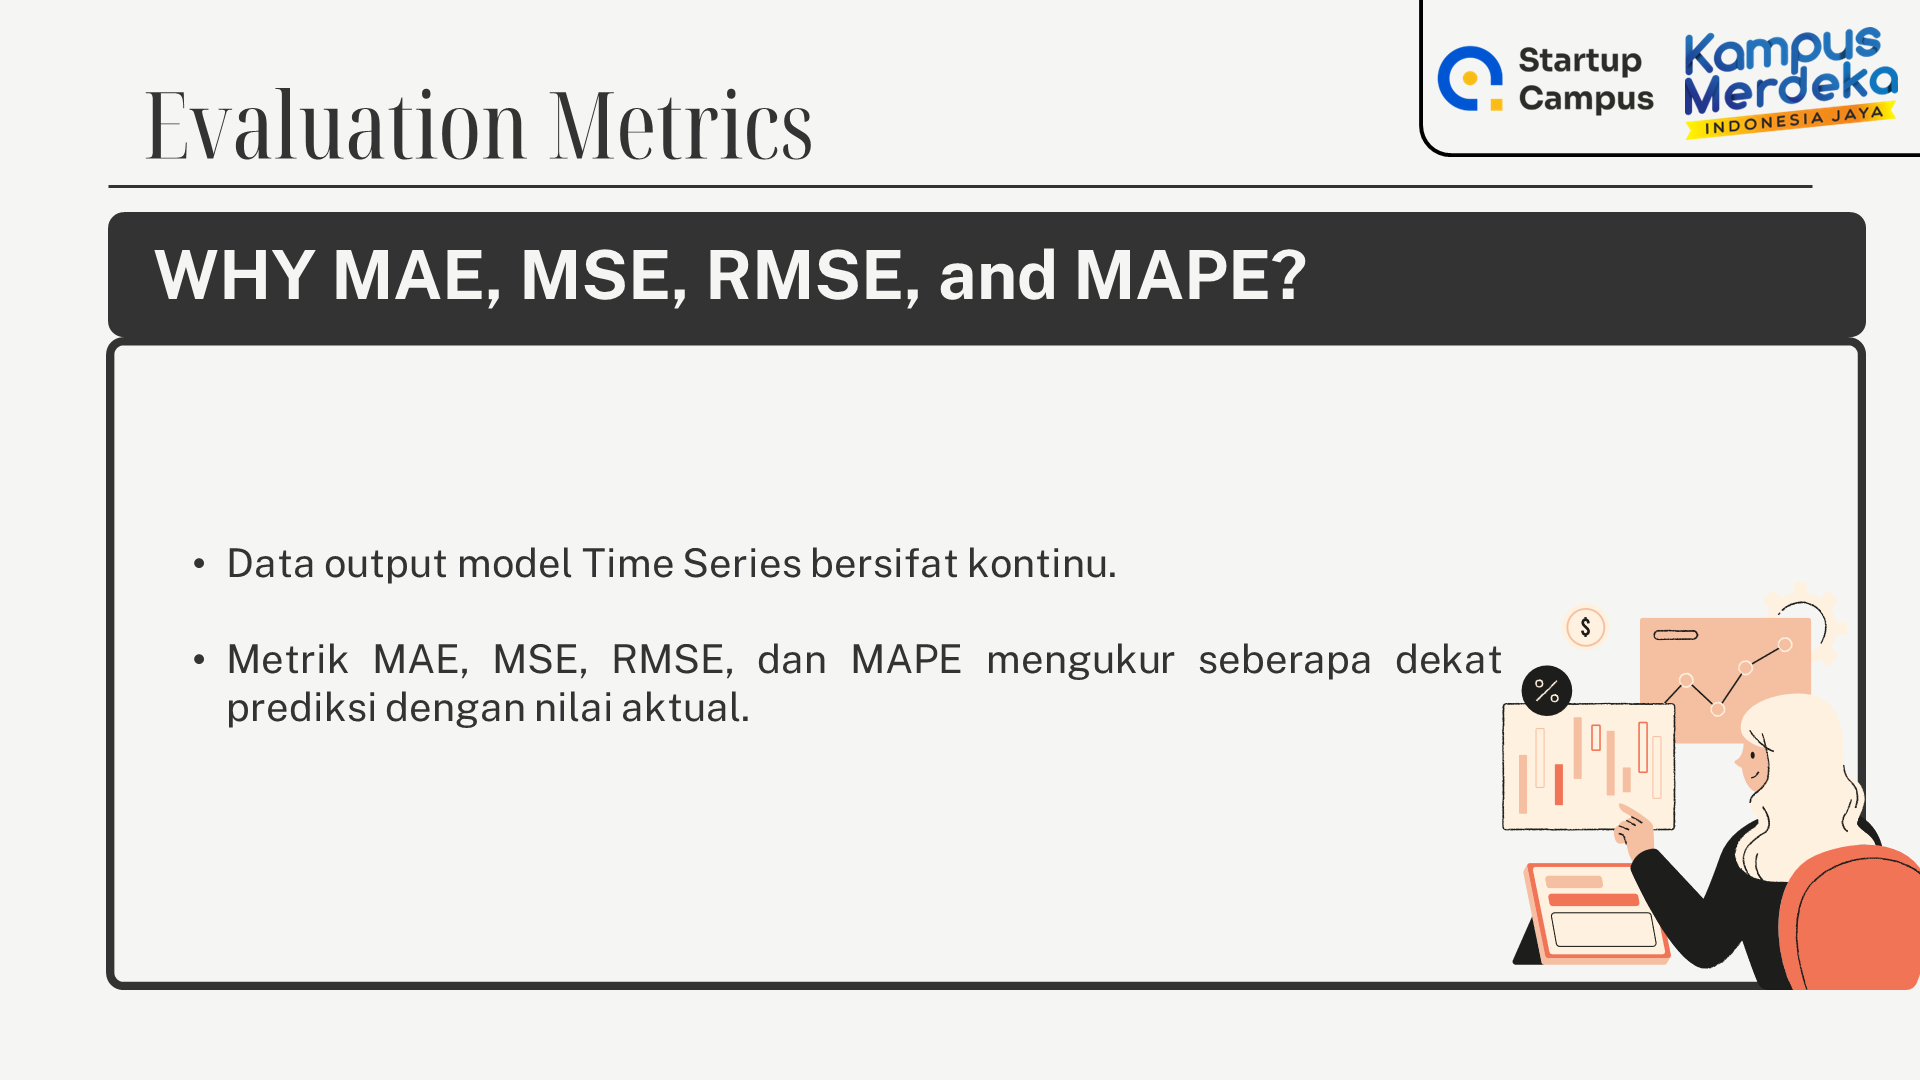 Startup
Campus
Kampus
Merdeka
INDONESIA JAYA
Evaluation Metrics
WHY MAE, MSE, RMSE, and MAPE?
• Data output model Time Series bersifat kontinu.
• Metrik MAE, MSE, RMSE, dan MAPE mengukur seberapa dekat
prediksi dengan nilai aktual.
$
%